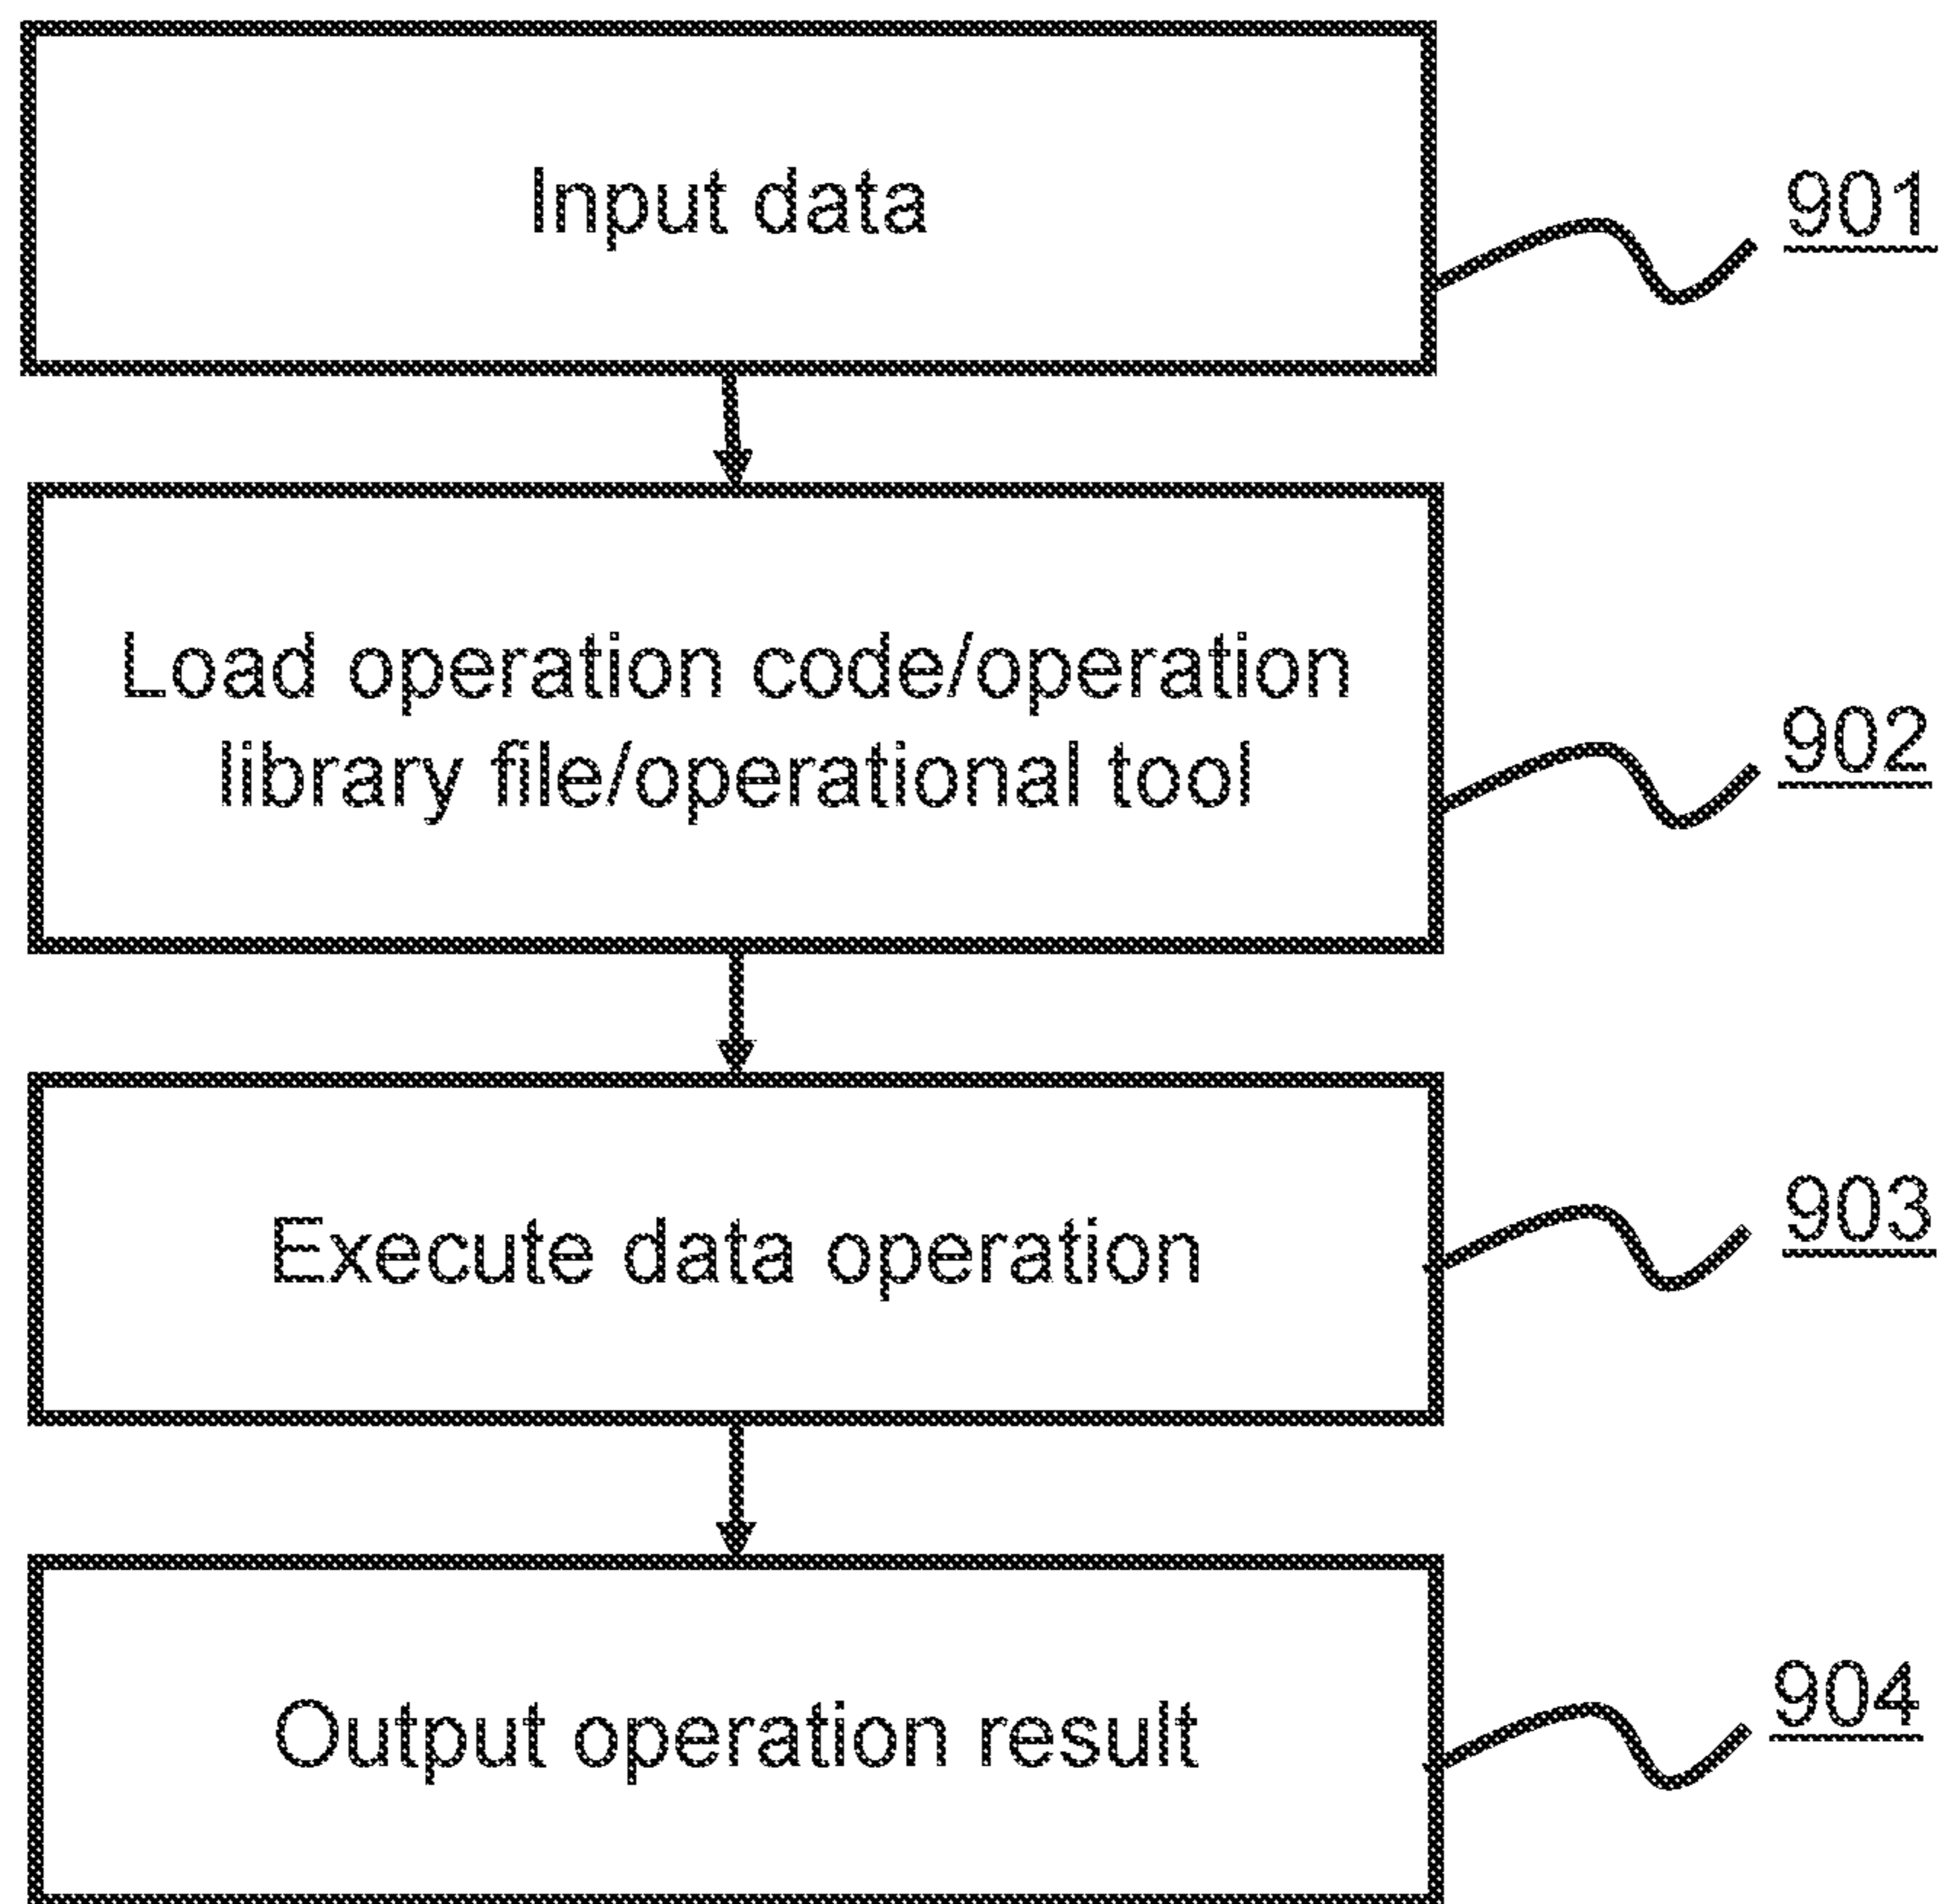 Input data
901
Load operation code/operation
library file/operational tool
902
Execute data operation
903
Output operation result
904